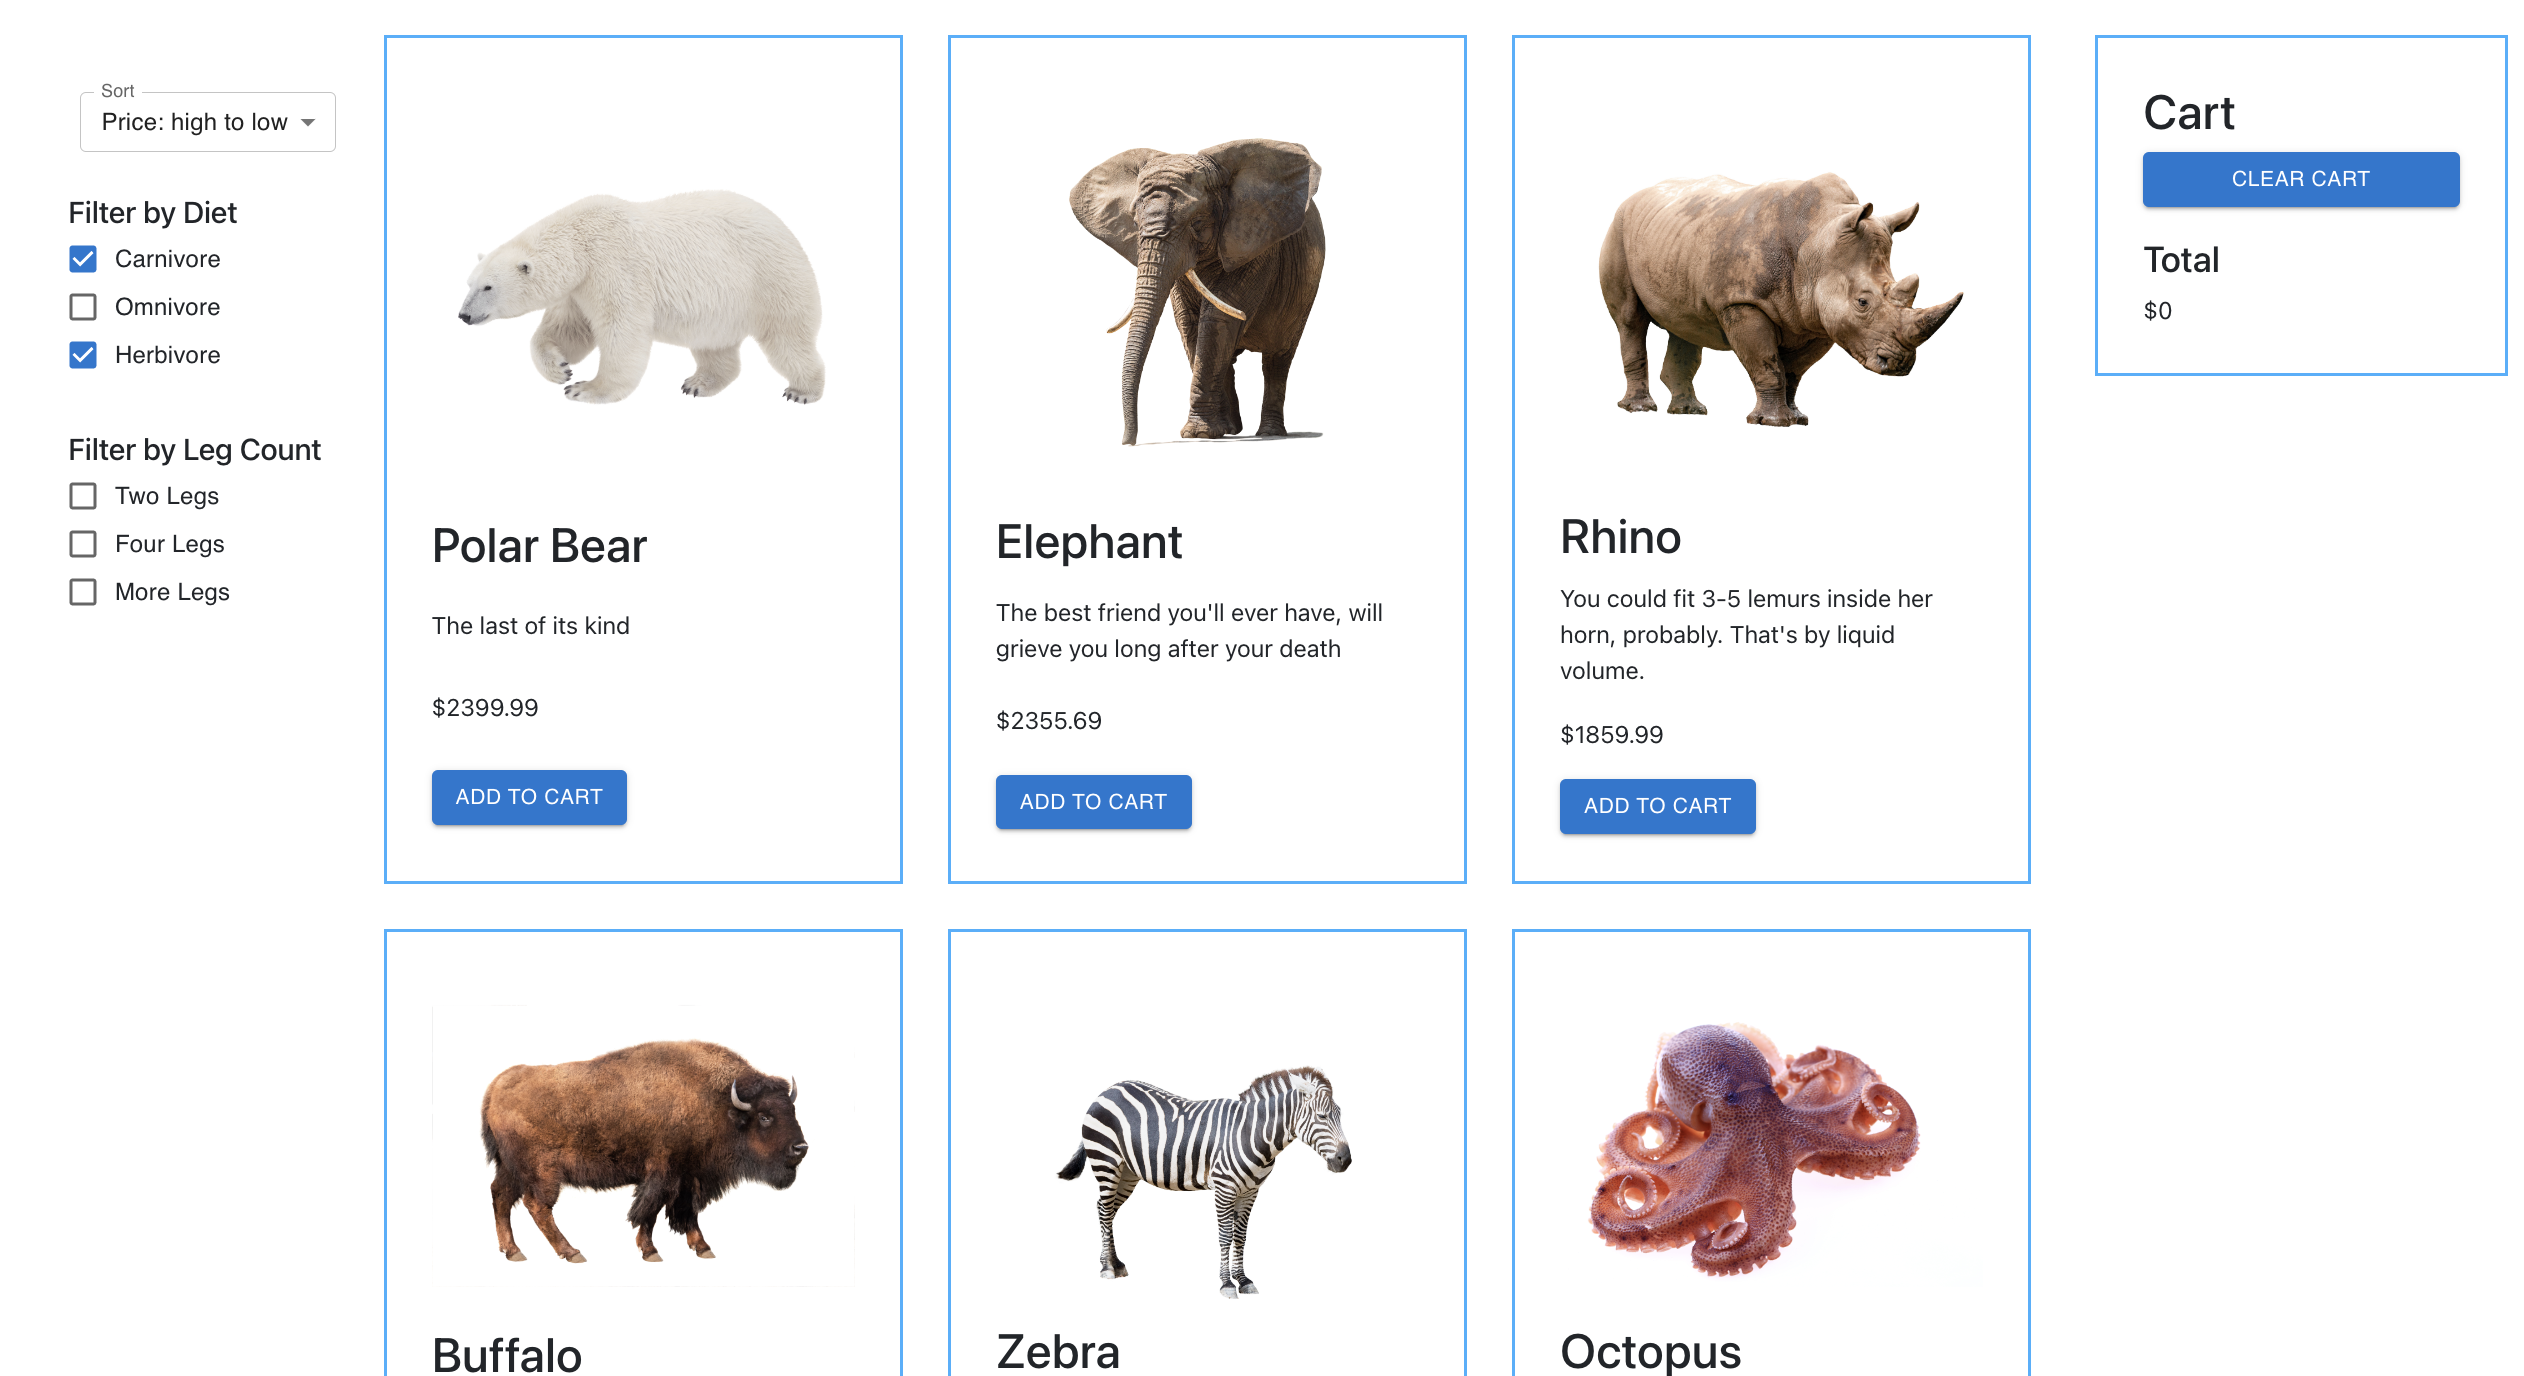 Sort
Price: high to low
Filter by Diet
Carnivore
Omnivore
Herbivore
Filter by Leg Count
Two Legs
Four Legs
More Legs
Polar Bear
The last of its kind
$2399.99
ADD TO CART
Elephant
The best friend you'll ever have, will
grieve you long after your death
$2355.69
ADD TO CART
Rhino
You could fit 3-5 lemurs inside her
horn, probably. That's by liquid
volume.
$1859.99
ADD TO CART
Buffalo
Zebra
Octopus
Cart
CLEAR CART
Total
$0